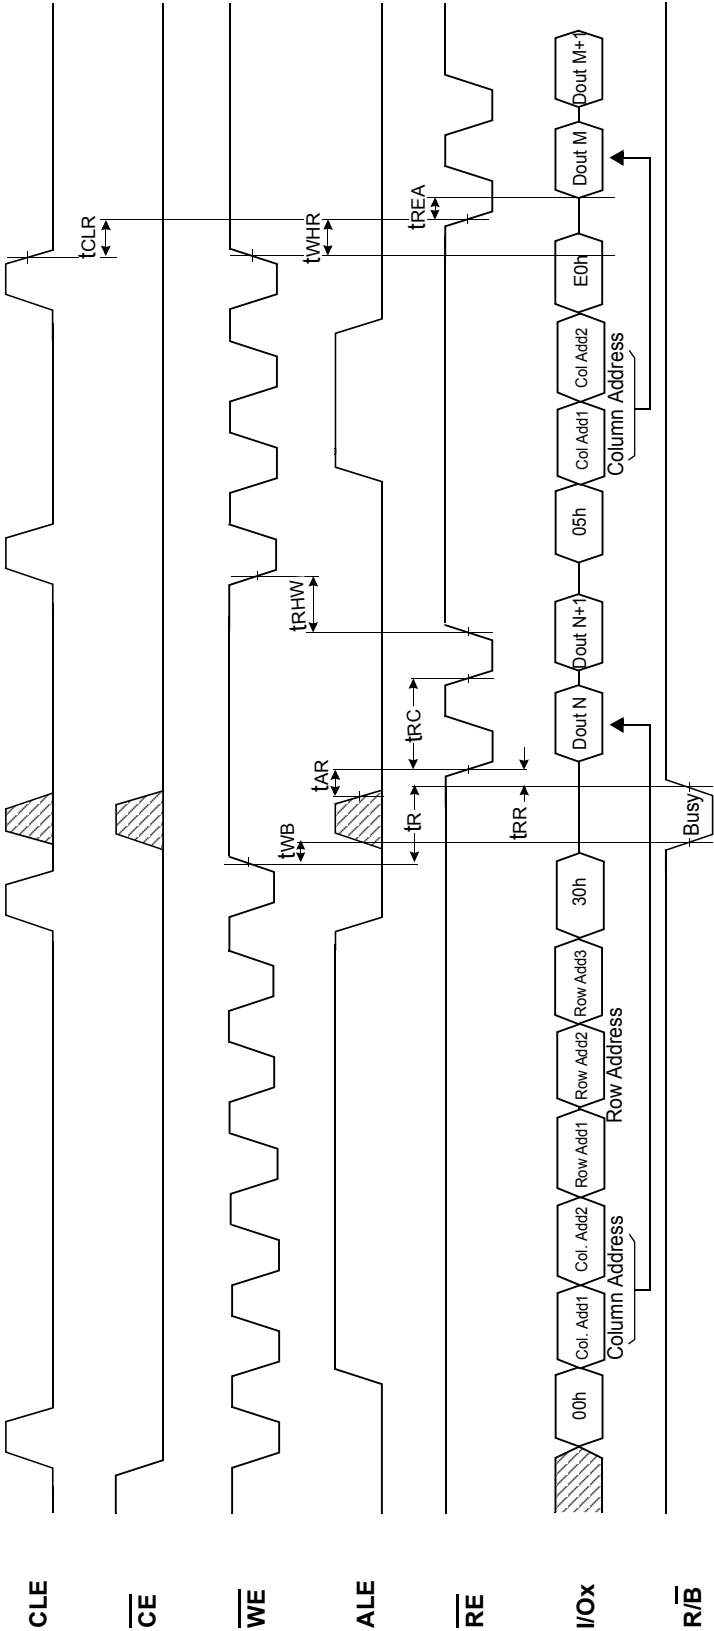 CLE
CE
WE
ALE
RE
I/Ox
R/B
tCLR
tWB
tRHW
tWHR
tAR
tR
tRC
tREA
tRR
00h
Col. Add1
Col. Add2
Row Add1
Row Add2
Row Add3
30h
Dout N
Dout N+1
05h
Col Add1
Col Add2
E0h
Dout M
Dout M+1
Column Address
Row Address
Column Address
Busy